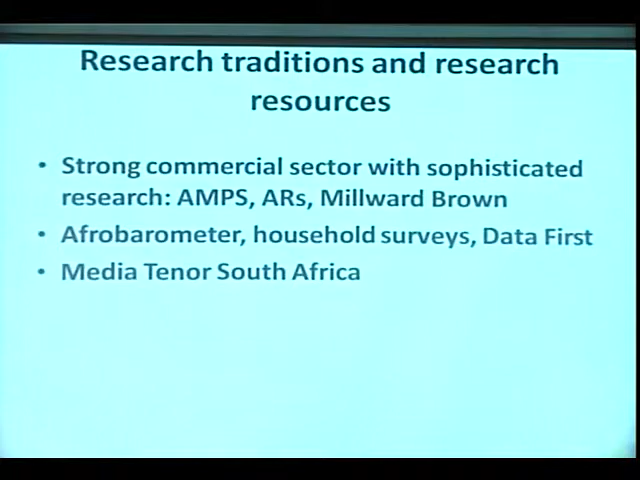 Research traditions and research
resources
• Strong commercial sector with sophisticated
research: AMPS, ARs, Millward Brown
• Afrobarometer, household surveys, Data First
• Media Tenor South Africa